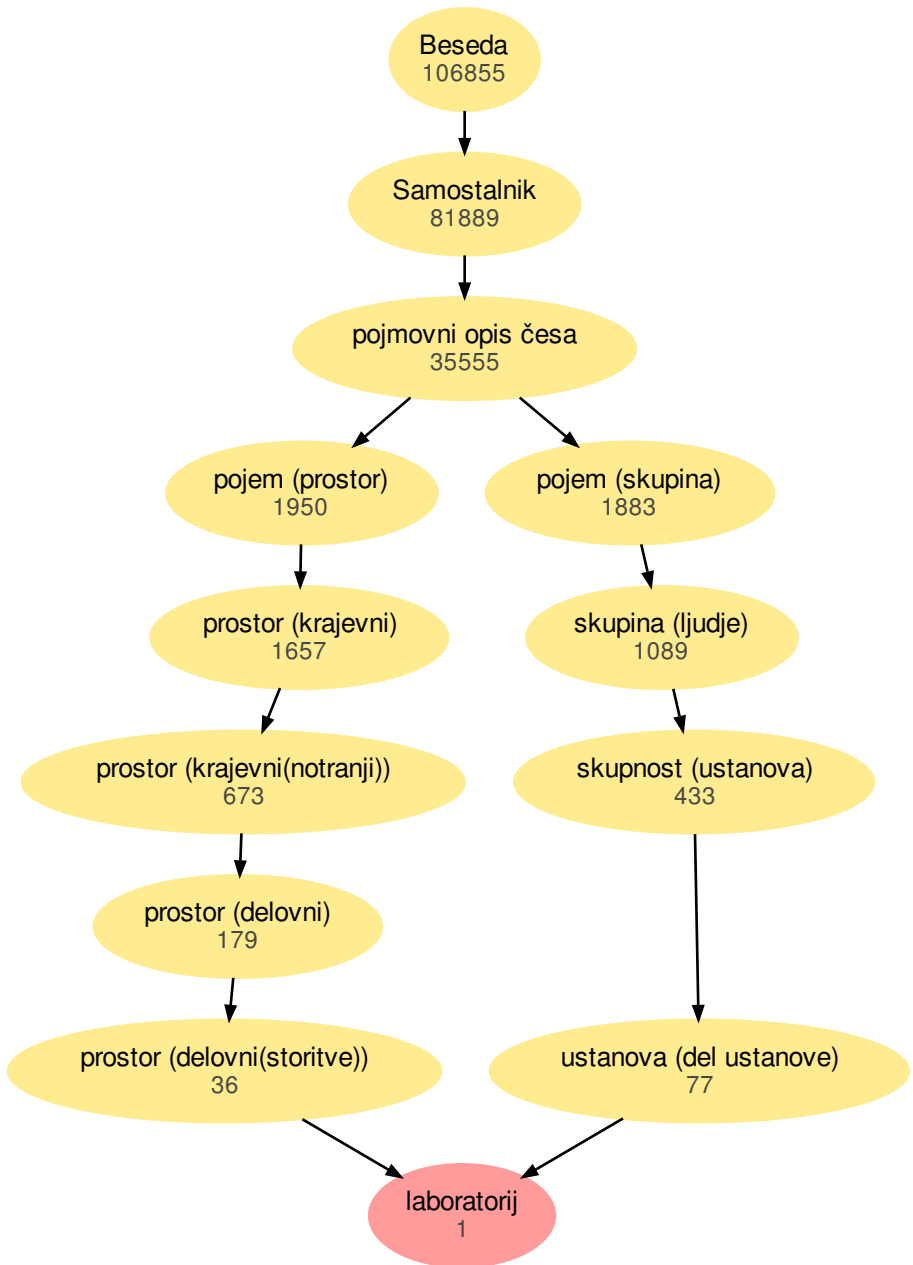 Beseda
106855
Samostalnik
81889
pojmovni opis česa
35555
pojem (prostor)
1950
pojem (skupina)
1883
prostor (krajevni)
1657
skupina (ljudje)
1089
prostor (krajevni(notranji))
673
skupnost (ustanova)
433
prostor (delovni)
179
prostor (delovni(storitve))
36
ustanova (del ustanove)
77
laboratorij
1